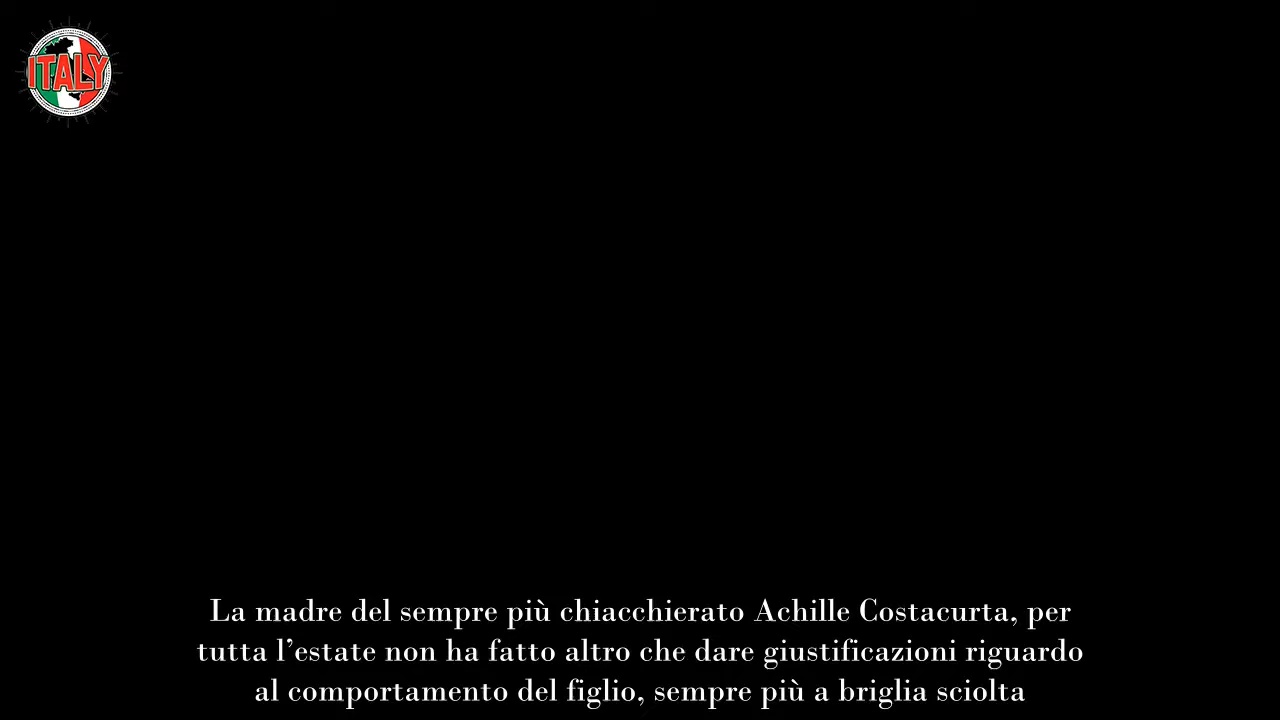 ITALY
La madre del sempre più chiacchierato Achille Costacurta, per
tutta l’estate non ha fatto altro che dare giustificazioni riguardo
al comportamento del figlio, sempre più a briglia sciolta